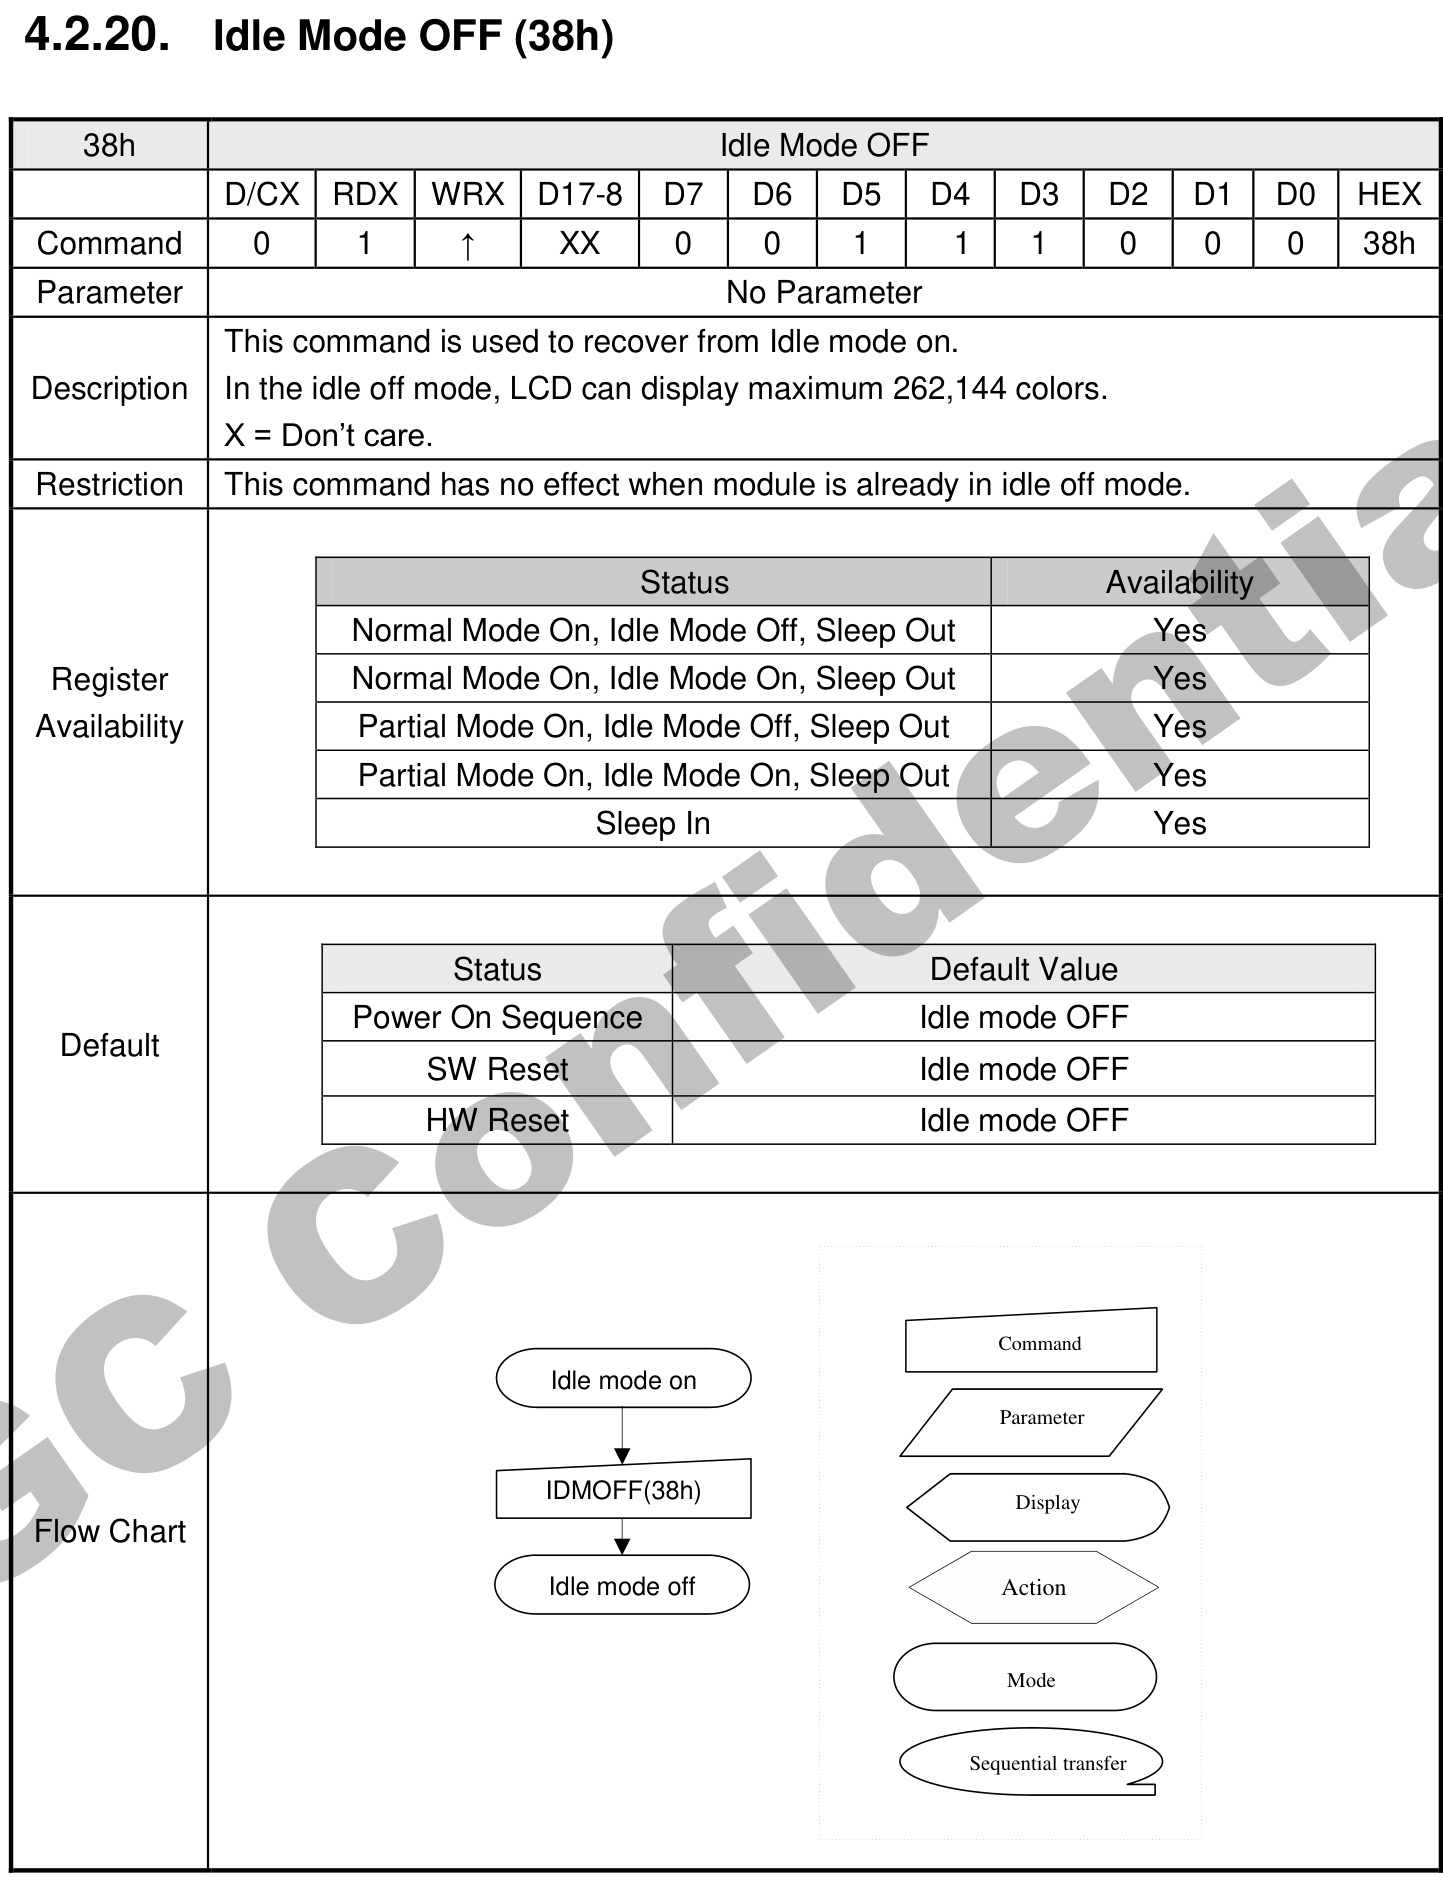 4.2.20. Idle Mode OFF (38h)
38h Idle Mode OFF
D/CX RDX WRX D17-8 D7 D6 D5 D4 D3 D2 D1 D0 HEX
Command 0 1 ↑ XX 0 0 1 1 1 0 0 0 38h
Parameter No Parameter
Description
This command is used to recover from Idle mode on.
In the idle off mode, LCD can display maximum 262,144 colors.
X = Don't care.
Restriction This command has no effect when module is already in idle off mode.
Register
Availability
Status Availability
Normal Mode On, Idle Mode Off, Sleep Out Yes
Normal Mode On, Idle Mode On, Sleep Out Yes
Partial Mode On, Idle Mode Off, Sleep Out Yes
Partial Mode On, Idle Mode On, Sleep Out Yes
Sleep In Yes
Default
Status Default Value
Power On Sequence Idle mode OFF
SW Reset Idle mode OFF
HW Reset Idle mode OFF
Flow Chart
Idle mode on
IDMOFF(38h)
Idle mode off
Command
Parameter
Display
Action
Mode
Sequential transfer
GC Confidentia